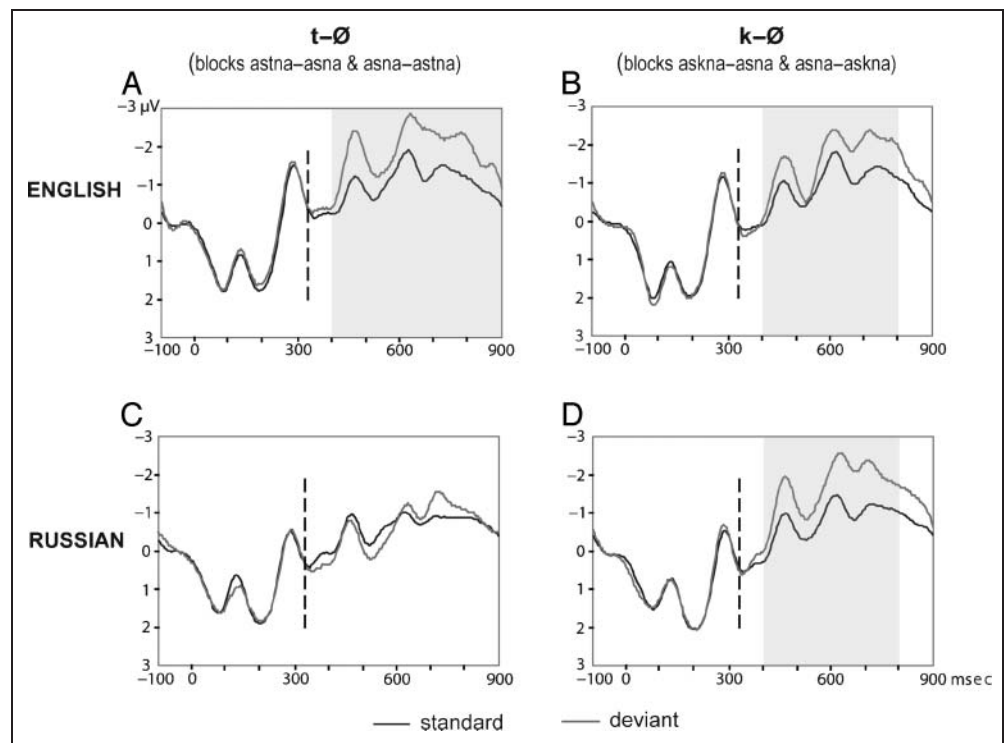 t–Ø
(blocks astna–asna & asna–astna)
k–Ø
(blocks askna–asna & asna–askna)
ENGLISH
A
−3 µV
−2
−1
0
1
2
3
−100 0 300 600 900
B
−3
−2
−1
0
1
2
3
−100 0 300 600 900
RUSSIAN
C
−3
−2
−1
0
1
2
3
−100 0 300 600 900
D
−3
−2
−1
0
1
2
3
−100 0 300 600 900 msec
standard deviant